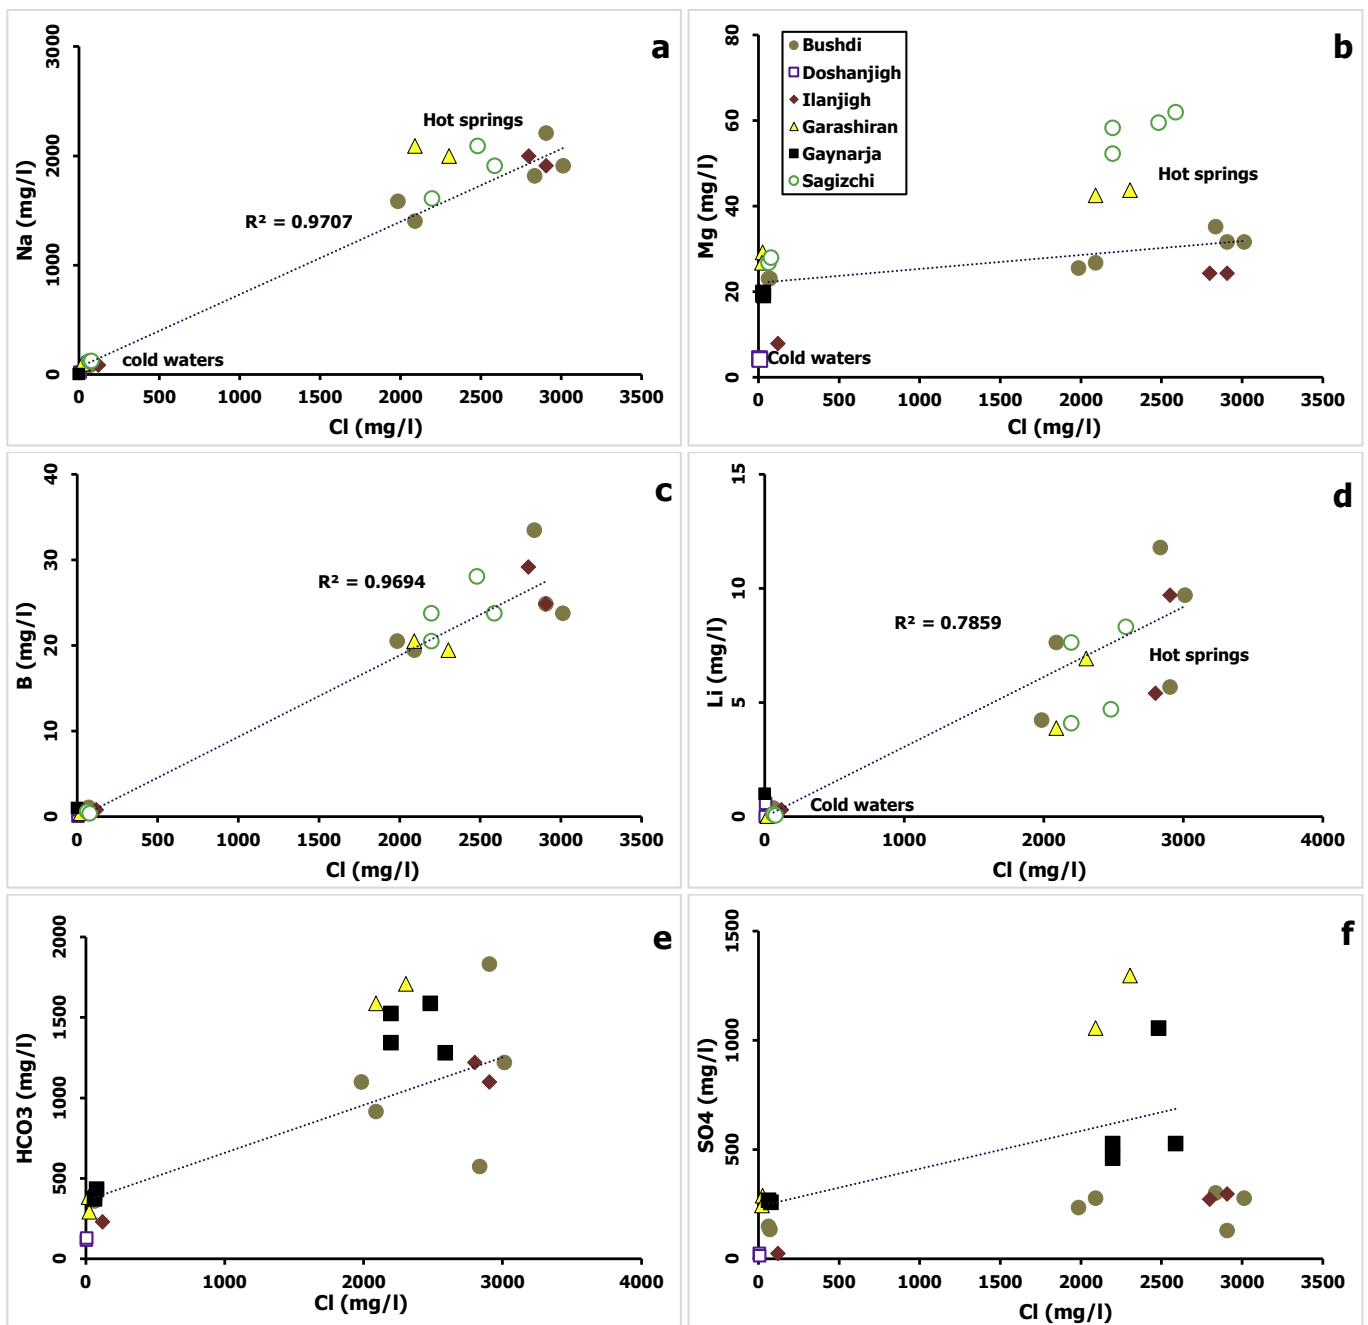 a
3000
2000
1000
0
Na (mg/l)
Hot springs
R² = 0.9707
cold waters
0 500 1000 1500 2000 2500 3000 3500
Cl (mg/l)
b
80
60
40
20
0
Mg (mg/l)
Bushdi
Doshanjigh
Ilanjigh
Garashiran
Gaynarja
Sagizchi
Hot springs
Cold waters
0 500 1000 1500 2000 2500 3000 3500
Cl (mg/l)
c
40
30
20
10
0
B (mg/l)
R² = 0.9694
0 500 1000 1500 2000 2500 3000 3500
Cl (mg/l)
d
15
10
5
0
Li (mg/l)
R² = 0.7859
Hot springs
Cold waters
0 1000 2000 3000 4000
Cl (mg/l)
e
2000
1500
1000
500
0
HCO3 (mg/l)
0 1000 2000 3000 4000
Cl (mg/l)
f
1500
1000
500
0
SO4 (mg/l)
0 500 1000 1500 2000 2500 3000 3500
Cl (mg/l)